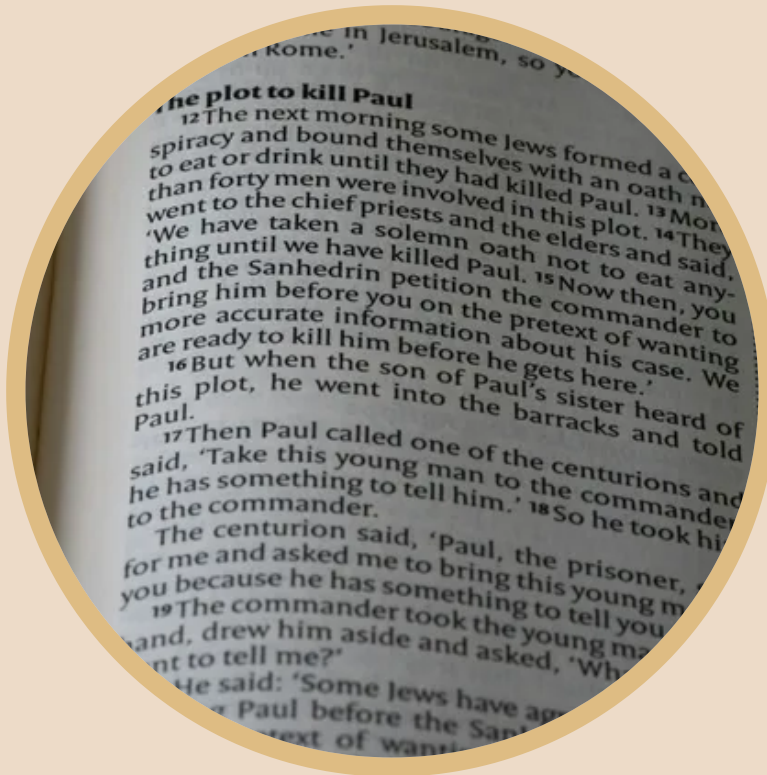 in Jerusalem, so
Rome.’
The plot to kill Paul
12 The next morning some Jews formed a
spiracy and bound themselves with an oath
to eat or drink until they had killed Paul. 13
than forty men were involved in this plot. 14 They
went to the chief priests and the elders and said,
‘We have taken a solemn oath not to eat any-
thing until we have killed Paul. 15 Now then, you
and the Sanhedrin petition the commander to
bring him before you on the pretext of wanting
more accurate information about his case. We
are ready to kill him before he gets here.’
16 But when the son of Paul’s sister heard of
this plot, he went into the barracks and told
Paul.
17 Then Paul called one of the centurions and
said, ‘Take this young man to the commander
he has something to tell him.’ 18 So he took
to the commander.
The centurion said, ‘Paul, the prisoner,
for me and asked me to bring this young
you because he has something to tell you
19 The commander took the young
hand, drew him aside and asked,
to tell me?’
He said: ‘Some Jews have
Paul before the
of